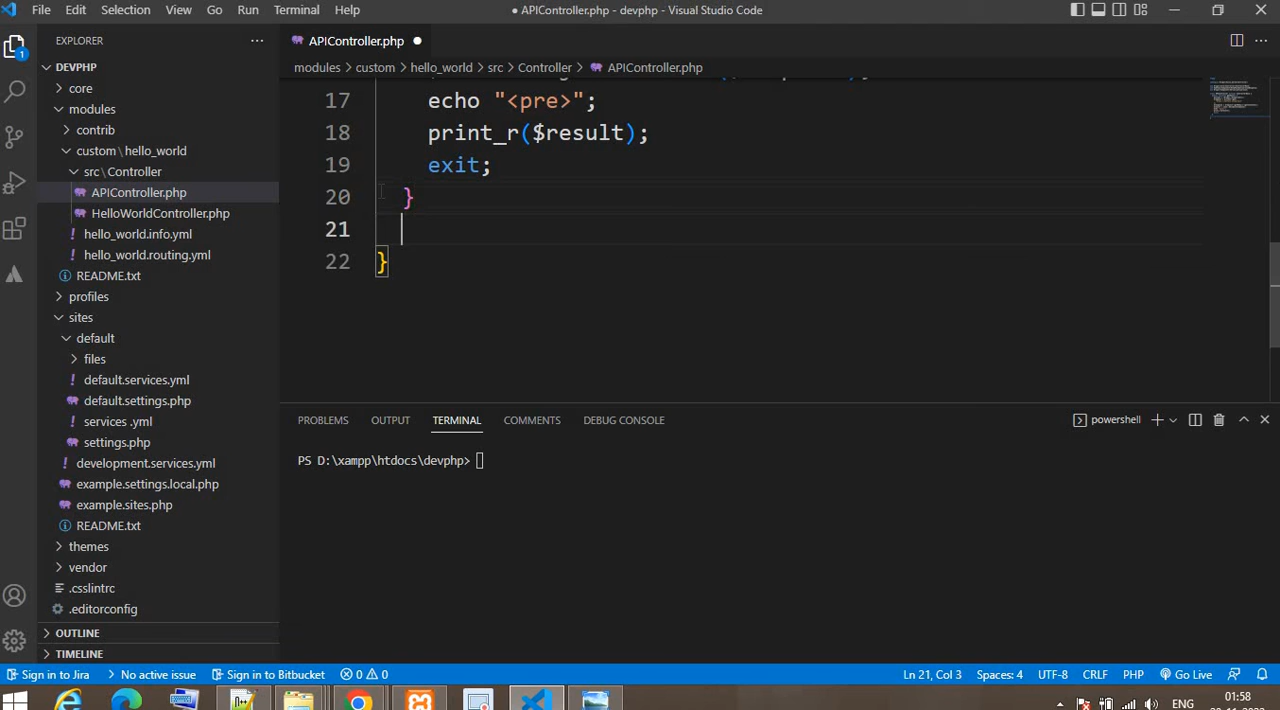 File Edit Selection View Go Run Terminal Help
● APIController.php - devphp - Visual Studio Code
EXPLORER
DEVPHP
core
modules
contrib
custom\hello_world
src\Controller
APIController.php
HelloWorldController.php
hello_world.info.yml
hello_world.routing.yml
README.txt
profiles
sites
default
files
default.services.yml
default.settings.php
services .yml
settings.php
development.services.yml
example.settings.local.php
example.sites.php
README.txt
themes
vendor
.csslintrc
.editorconfig
OUTLINE
TIMELINE
1
APIController.php ●
modules > custom > hello_world > src > Controller > APIController.php
17 echo "<pre>";
18 print_r($result);
19 exit;
20 }
21
22 }
PROBLEMS OUTPUT TERMINAL COMMENTS DEBUG CONSOLE
powershell
PS D:\xampp\htdocs\devphp>
Sign in to Jira No active issue Sign in to Bitbucket 0 0
Ln 21, Col 3 Spaces: 4 UTF-8 CRLF PHP Go Live
ENG
01:58